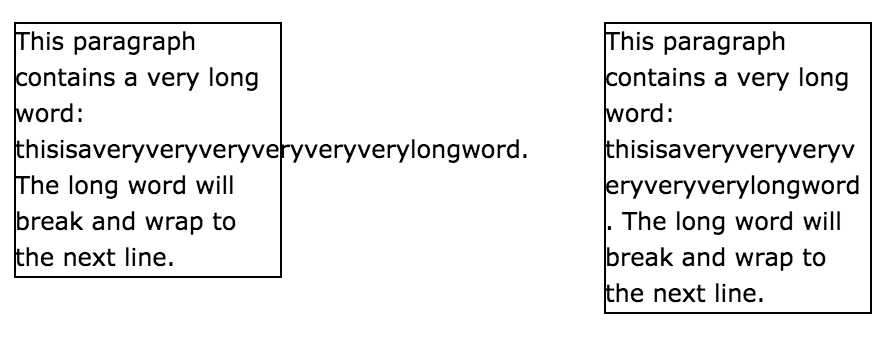 This paragraph
contains a very long
word:
thisisaveryveryveryveryveryverylongword.
The long word will
break and wrap to
the next line.
This paragraph
contains a very long
word:
thisisaveryveryveryv
eryveryverylongword
. The long word will
break and wrap to
the next line.